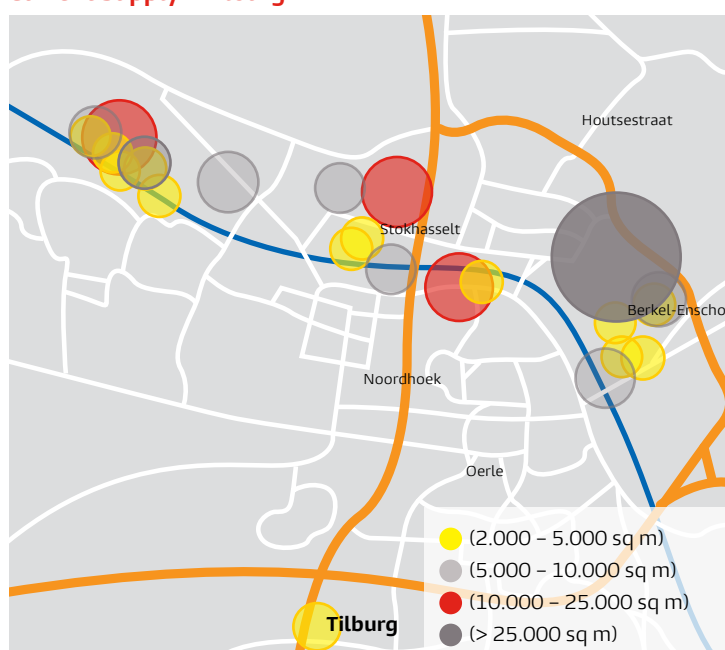 Houtsestraat
Stokhasselt
Berkel-Enscho
Noordhoek
Oerle
(2.000 – 5.000 sq m)
(5.000 – 10.000 sq m)
(10.000 – 25.000 sq m)
(> 25.000 sq m)
Tilburg